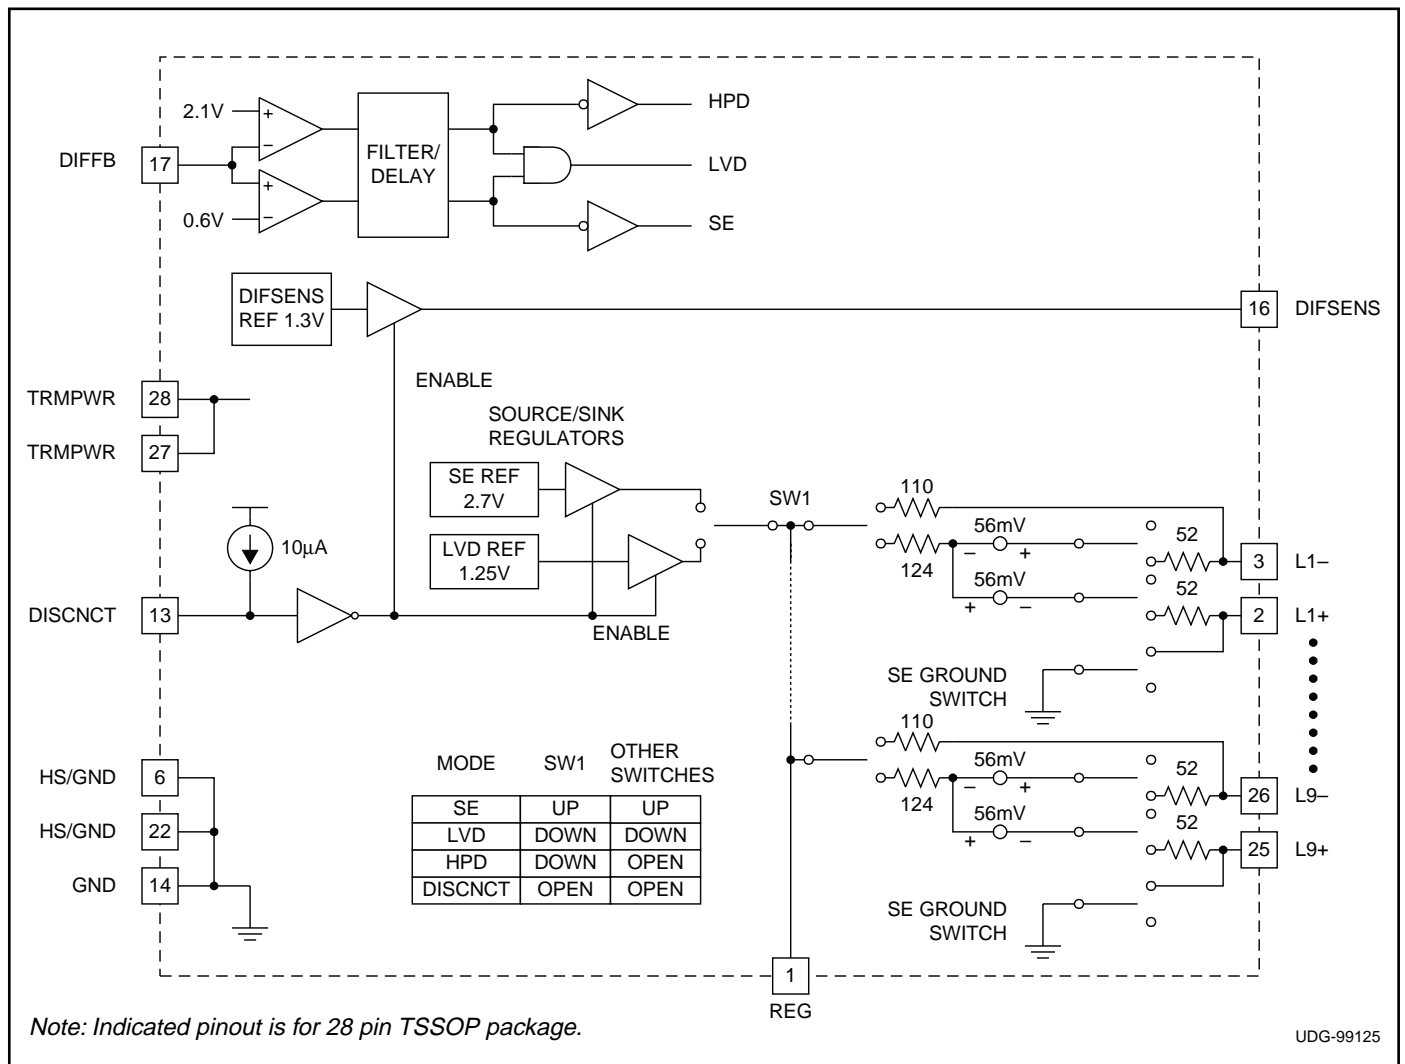 2.1V
+
−
DIFFB
17
+
−
0.6V
FILTER/
DELAY
HPD
LVD
SE
DIFSENS
REF 1.3V
16
DIFSENS
ENABLE
TRMPWR
28
TRMPWR
27
SOURCE/SINK
REGULATORS
SE REF
2.7V
LVD REF
1.25V
SW1
10µA
DISCNCT
13
ENABLE
110
56mV
− +
124
56mV
+ −
52
3
L1–
52
2
L1+
SE GROUND
SWITCH
110
56mV
− +
124
56mV
+ −
52
26
L9–
52
25
L9+
SE GROUND
SWITCH
HS/GND
6
HS/GND
22
GND
14
MODE SW1 OTHER
SWITCHES
SE UP UP
LVD DOWN DOWN
HPD DOWN OPEN
DISCNCT OPEN OPEN
1
REG
Note: Indicated pinout is for 28 pin TSSOP package.
UDG-99125